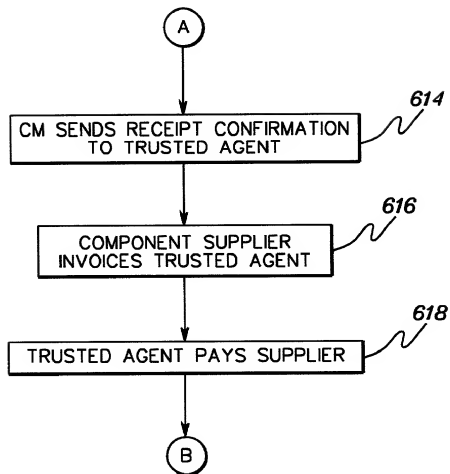 A
614
CM SENDS RECEIPT CONFIRMATION
TO TRUSTED AGENT
616
COMPONENT SUPPLIER
INVOICES TRUSTED AGENT
618
TRUSTED AGENT PAYS SUPPLIER
B